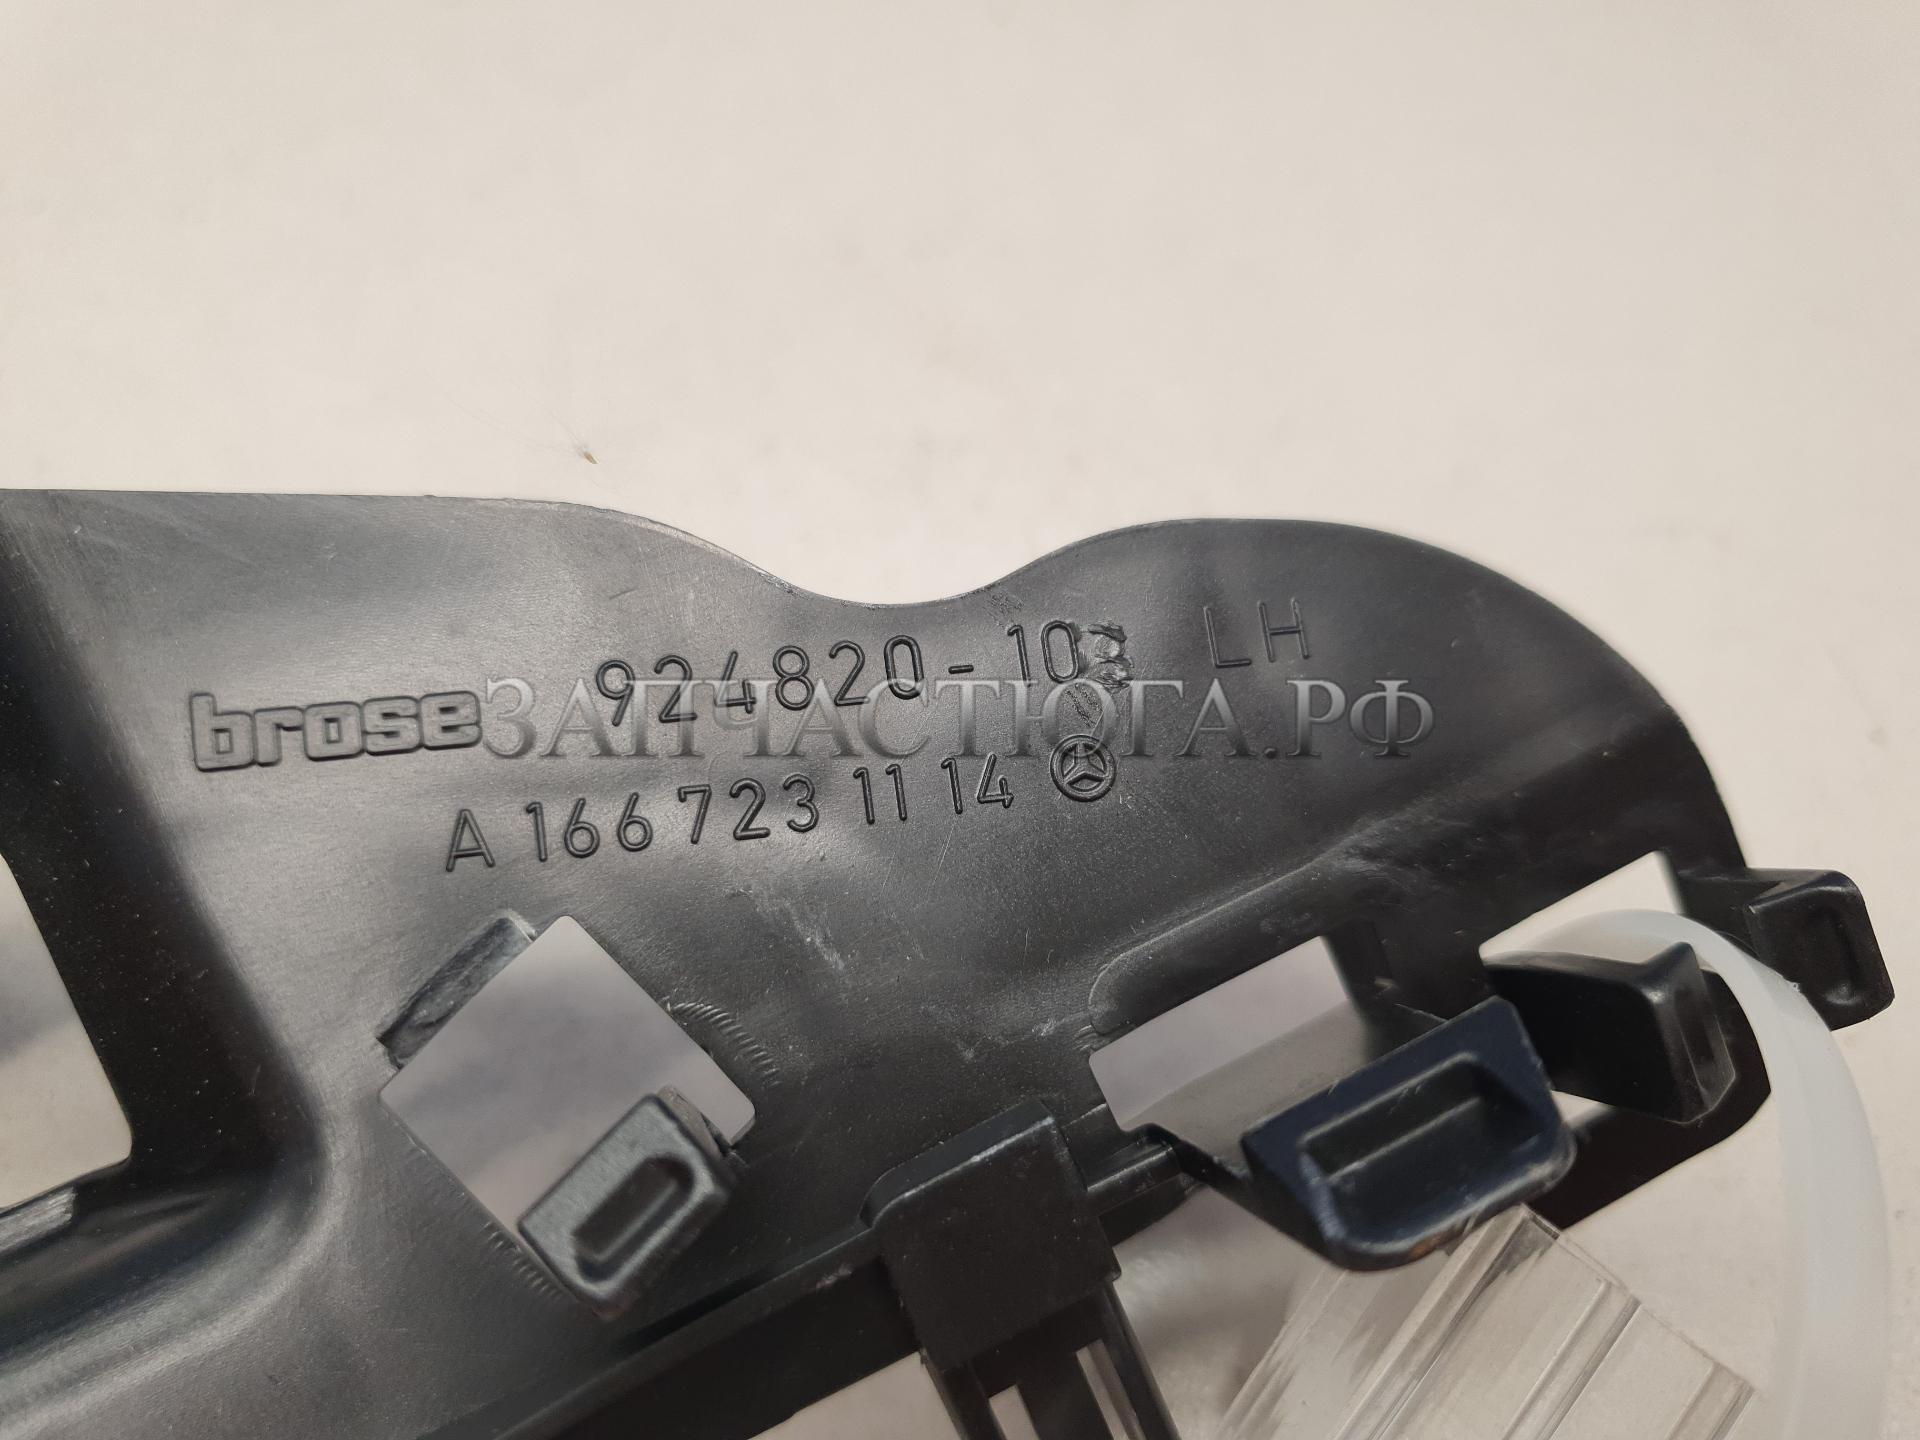 924820-10 LH
brose
ЗАПЧАСТЮГА.РФ
A 166 723 11 14